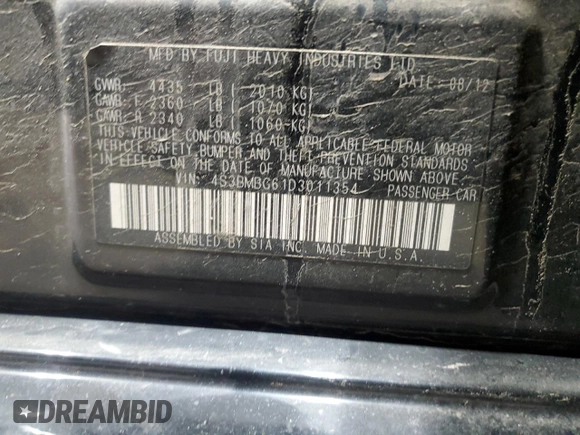 MFD BY FUJI HEAVY INDUSTRIES LTD.
DATE: 08/12
GVWR: 4435 LB ( 2010 KG)
GAWR: F 2360 LB ( 1070 KG)
GAWR: R 2340 LB ( 1060 KG)
THIS VEHICLE CONFORMS TO ALL APPLICABLE FEDERAL MOTOR
VEHICLE SAFETY, BUMPER, AND THEFT PREVENTION STANDARDS
IN EFFECT ON THE DATE OF MANUFACTURE SHOWN ABOVE.
VIN: 4S3BMBG61D3011354 PASSENGER CAR
ASSEMBLED BY SIA INC. MADE IN U.S.A.
DREAMBID